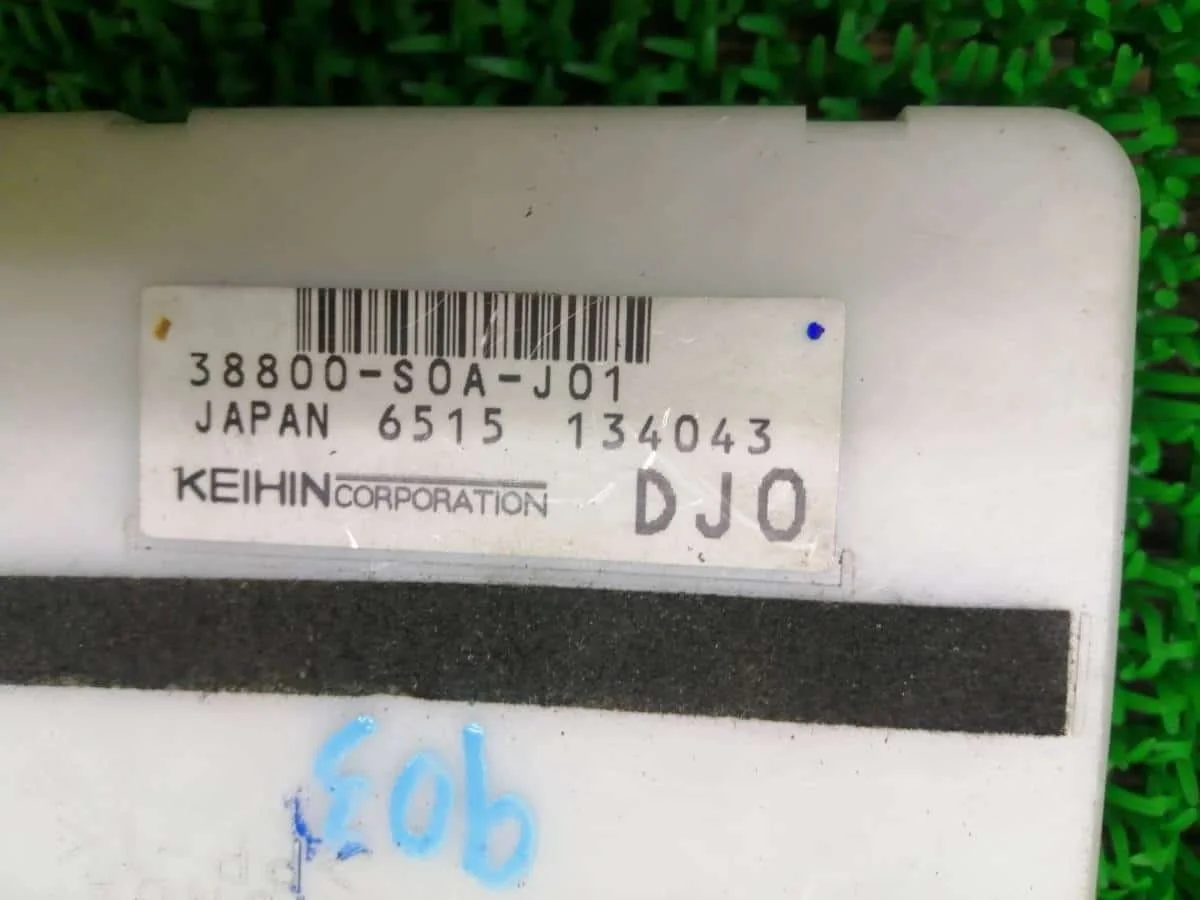 38800-S0A-J01
JAPAN 6515 134043
KEIHIN CORPORATION DJ0
903